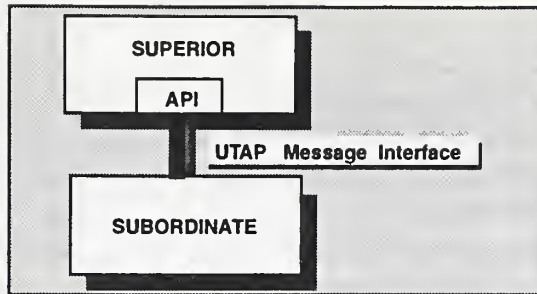 SUPERIOR
API
UTAP Message Interface
SUBORDINATE